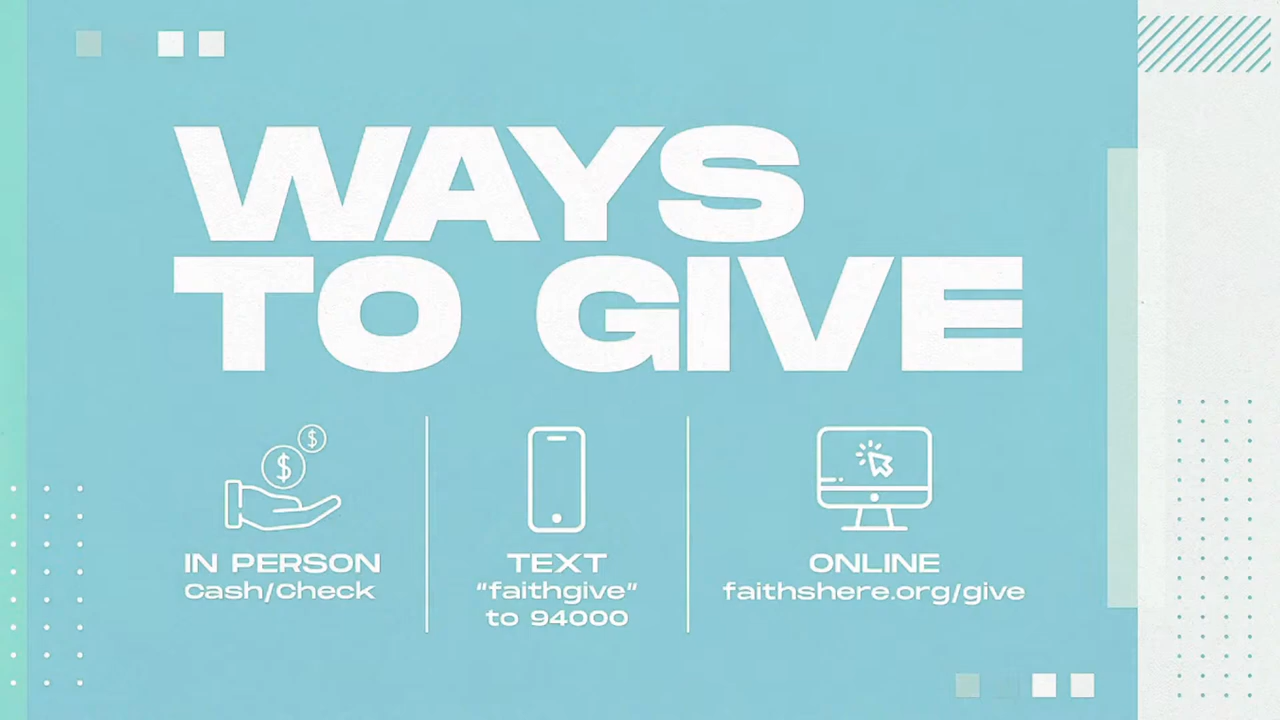 WAYS
TO GIVE
$
$
IN PERSON
Cash/Check
TEXT
“faithgive”
to 94000
ONLINE
faithshere.org/give